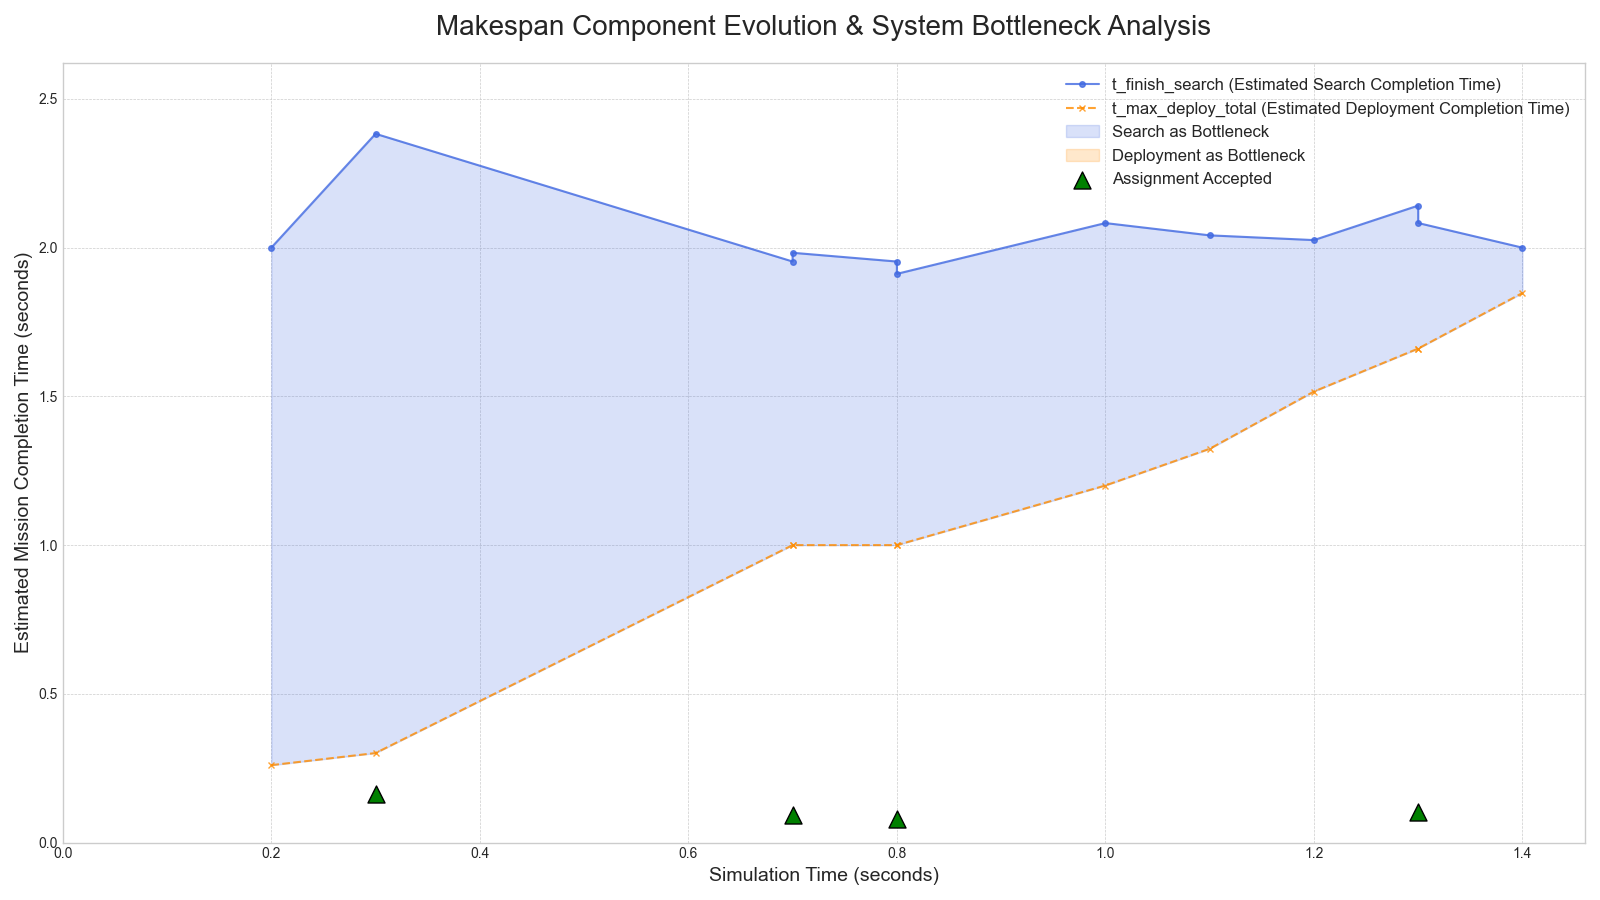 Makespan Component Evolution & System Bottleneck Analysis
t_finish_search (Estimated Search Completion Time)
t_max_deploy_total (Estimated Deployment Completion Time)
Search as Bottleneck
Deployment as Bottleneck
Assignment Accepted
Estimated Mission Completion Time (seconds)
2.5
2.0
1.5
1.0
0.5
0.0
0.0 0.2 0.4 0.6 0.8 1.0 1.2 1.4
Simulation Time (seconds)